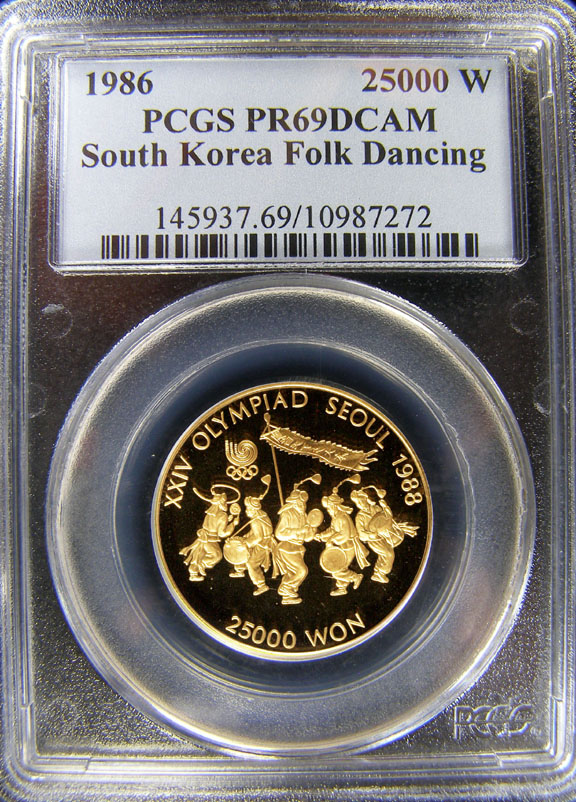 1986 25000 W
PCGS PR69DCAM
South Korea Folk Dancing
145937.69/10987272
XXIV OLYMPIAD SEOUL 1988
25000 WON
PCGS